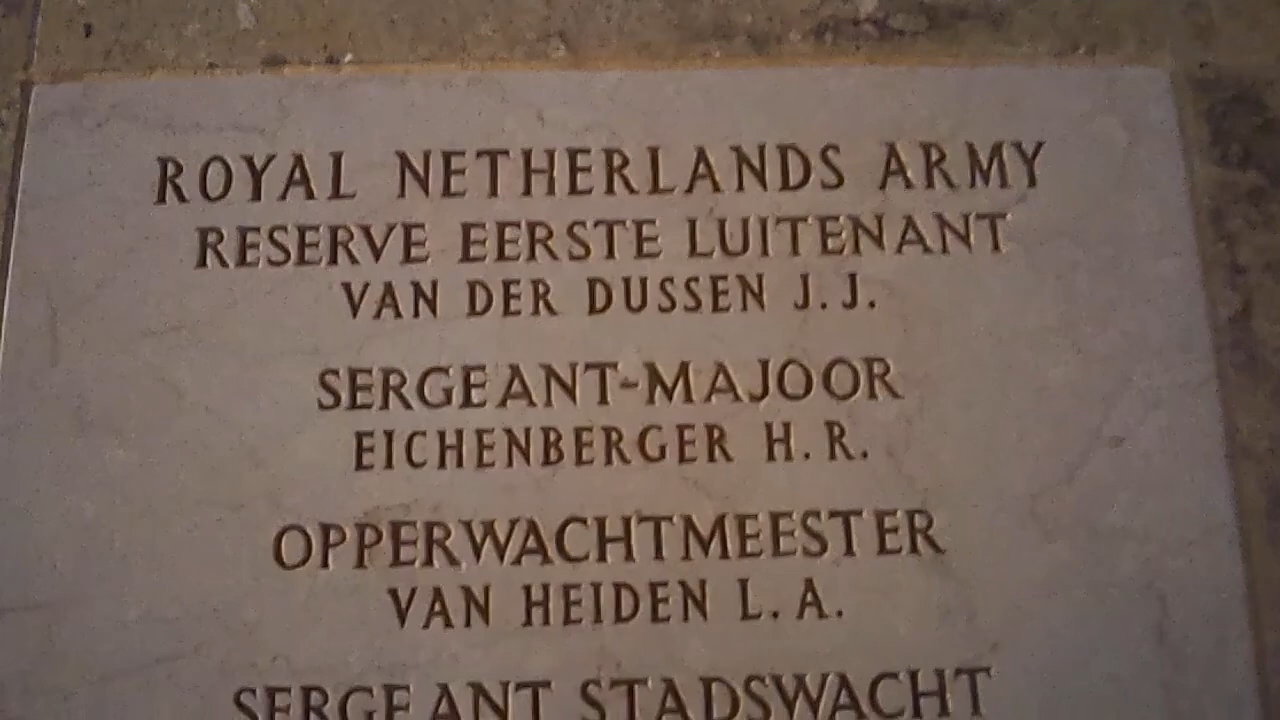 ROYAL NETHERLANDS ARMY
RESERVE EERSTE LUITENANT
VAN DER DUSSEN J. J.
SERGEANT-MAJOOR
EICHENBERGER H. R.
OPPERWACHTMEESTER
VAN HEIDEN L. A.
SERGEANT STADSWACHT